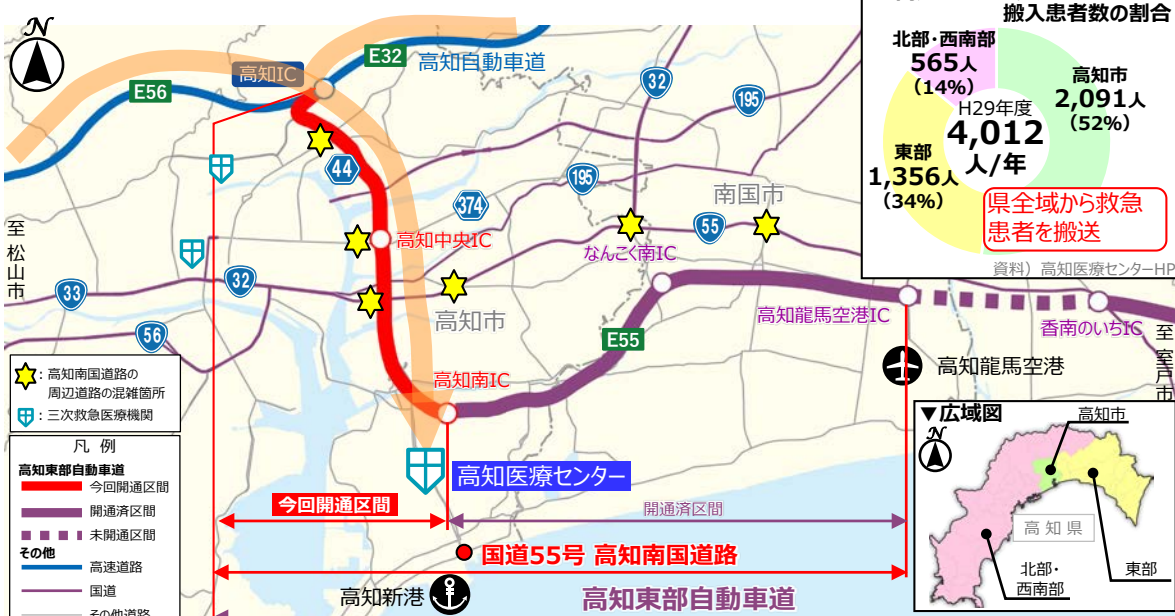 N
E32
高知自動車道
高知IC
E56
44
374
195
32
195
南国市
55
高知中央IC
なんこく南IC
至松山市
33
32
56
高知市
E55
高知龍馬空港IC
香南のいちIC
至室戸市
高知龍馬空港
高知南IC
高知医療センター
今回開通区間
開通済区間
国道55号 高知南国道路
高知新港
高知東部自動車道
搬入患者数の割合
北部・西南部
565人
(14%)
高知市
2,091人
(52%)
H29年度
4,012
人/年
東部
1,356人
(34%)
県全域から救急
患者を搬送
資料）高知医療センターHP
：高知南国道路の
周辺道路の混雑箇所
：三次救急医療機関
凡 例
高知東部自動車道
今回開通区間
開通済区間
未開通区間
その他
高速道路
国道
その他道路
▼広域図
N
高知市
高知県
北部・
西南部
東部